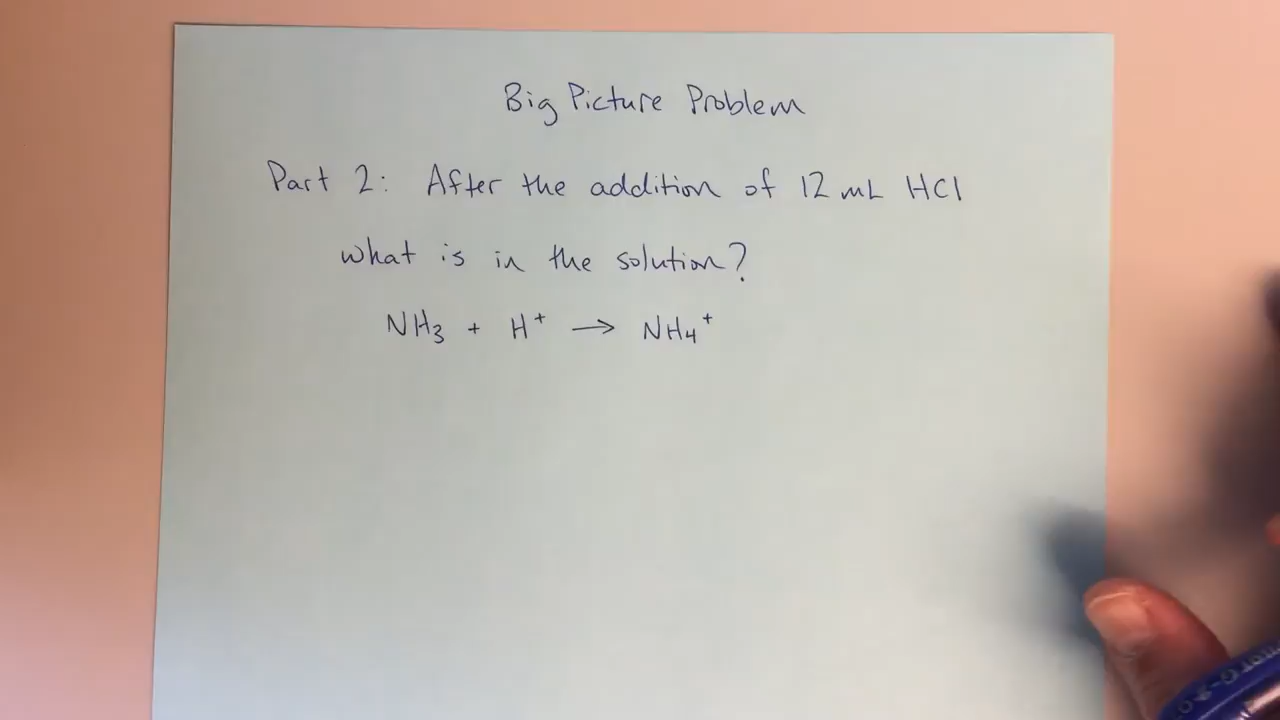 Big Picture Problem
Part 2: After the addition of 12 mL HCl
what is in the solution?
NH₃ + H⁺ → NH₄⁺